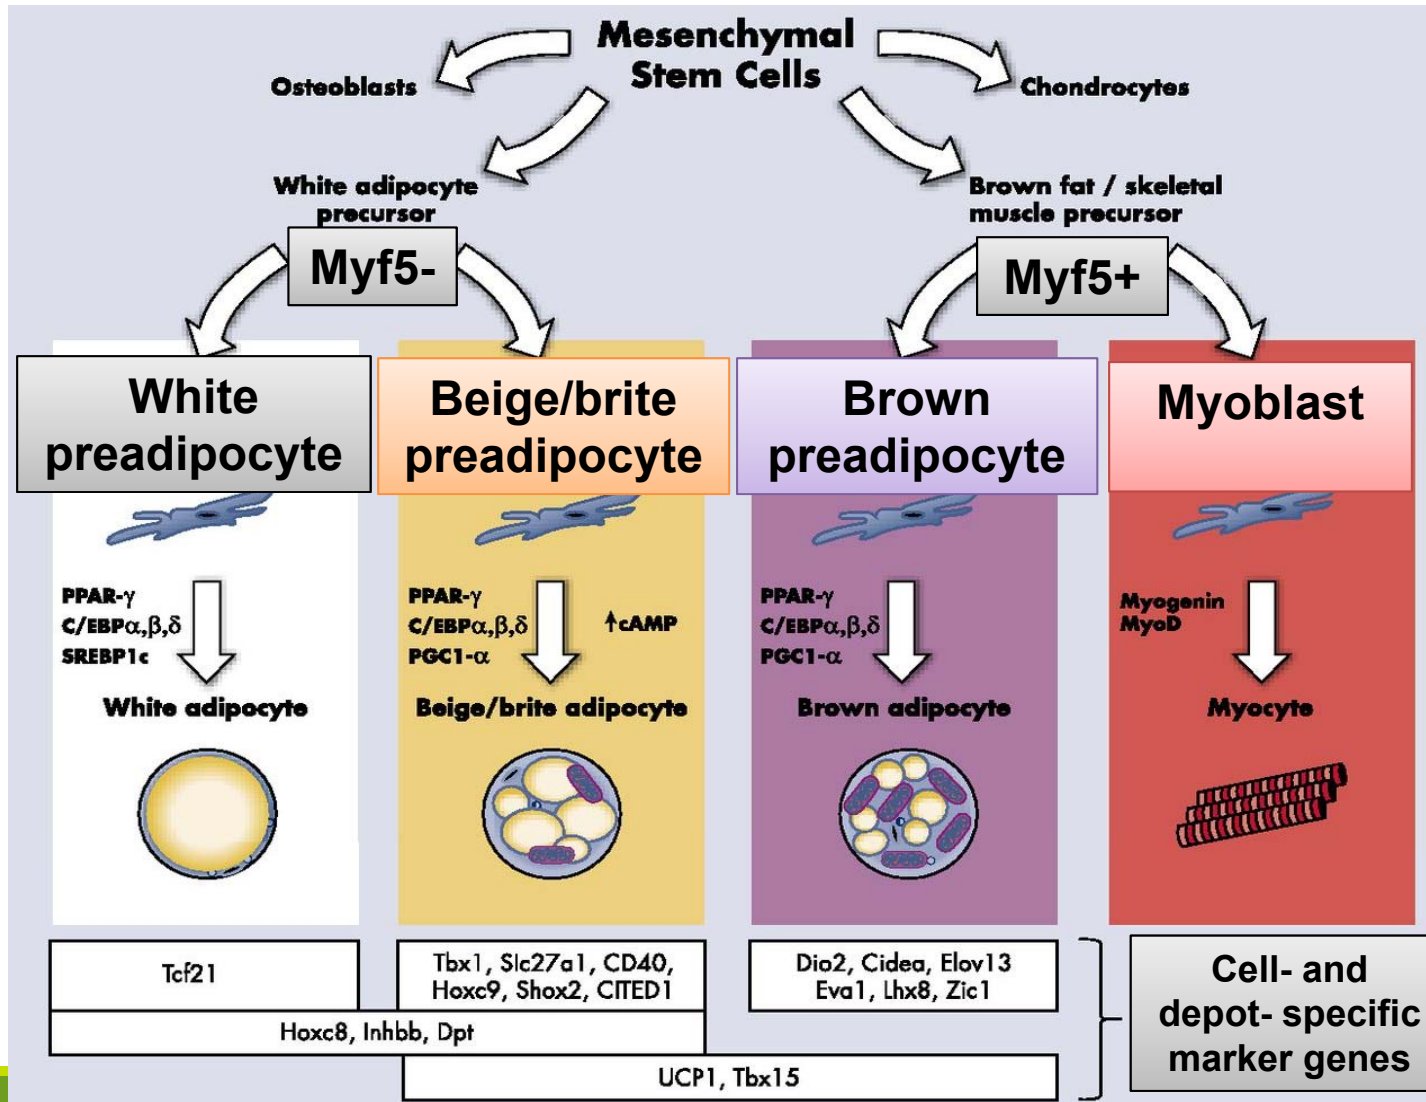 Mesenchymal
Stem Cells
Osteoblasts
Chondrocytes
White adipocyte
precursor
Brown fat / skeletal
muscle precursor
Myf5-
Myf5+
White
preadipocyte
Beige/brite
preadipocyte
Brown
preadipocyte
Myoblast
PPAR-γ
C/EBPα,β,δ
SREBP1c
PPAR-γ
C/EBPα,β,δ
PGC1-α
↑cAMP
PPAR-γ
C/EBPα,β,δ
PGC1-α
Myogenin
MyoD
White adipocyte
Beige/brite adipocyte
Brown adipocyte
Myocyte
Tcf21
Tbx1, Slc27a1, CD40,
Hoxc9, Shox2, CITED1
Dio2, Cidea, Elov13
Eva1, Lhx8, Zic1
Hoxc8, Inhbb, Dpt
UCP1, Tbx15
Cell- and
depot- specific
marker genes